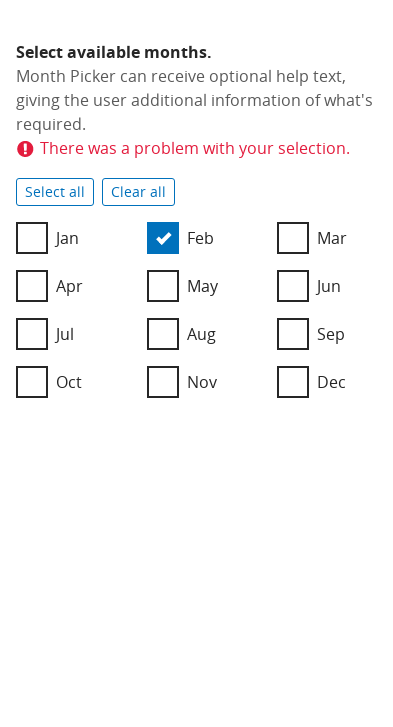 Select available months.
Month Picker can receive optional help text,
giving the user additional information of what's
required.
There was a problem with your selection.
Select all Clear all
Jan Feb Mar
Apr May Jun
Jul Aug Sep
Oct Nov Dec